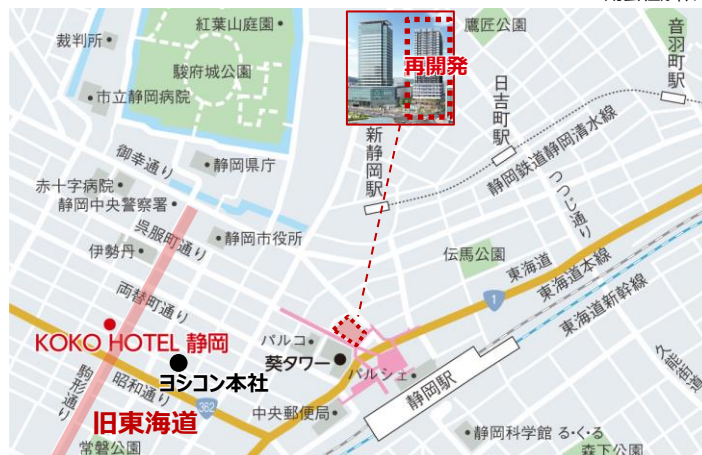 紅葉山庭園
裁判所
駿府城公園
市立静岡病院
再開発
鷹匠公園
音羽町駅
日吉町駅
新静岡駅
静岡鉄道静岡清水線
つつじ通り
御幸通り
静岡県庁
赤十字病院
静岡中央警察署
呉服町通り
静岡市役所
伊勢丹
伝馬公園
東海道
東海道本線
東海道新幹線
1
両替町通り
KOKO HOTEL 静岡
パルコ
葵タワー
ヨシコン本社
パルシェ
静岡駅
久能街道
駒形通り
昭和通り
362
旧東海道
中央郵便局
常磐公園
静岡科学館 る・く・る
森下公園